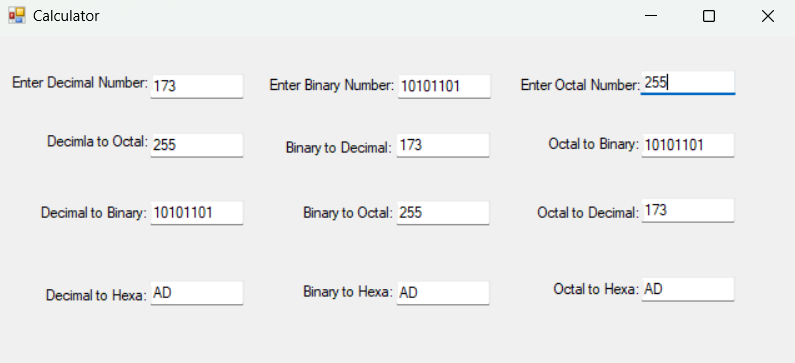 Calculator
Enter Decimal Number: 173 Enter Binary Number: 10101101 Enter Octal Number: 255
Decimla to Octal: 255 Binary to Decimal: 173 Octal to Binary: 10101101
Decimal to Binary: 10101101 Binary to Octal: 255 Octal to Decimal: 173
Decimal to Hexa: AD Binary to Hexa: AD Octal to Hexa: AD